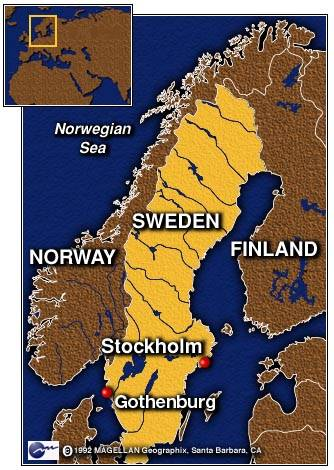 Norwegian
Sea
SWEDEN
NORWAY
FINLAND
Stockholm
Gothenburg
© 1992 MAGELLAN Geographix, Santa Barbara, CA